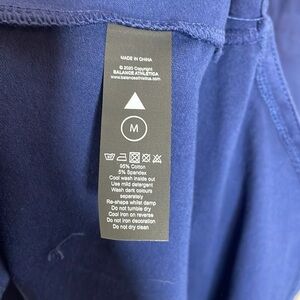 MADE IN CHINA
© 2020 Copyright
BALANCE ATHLETICA
balanceathletica.com
M
95% Cotton
5% Spandex
Cool wash inside out
Use mild detergent
Wash dark colours
separately
Re-shape whilst damp
Do not tumble dry
Cool iron on reverse
Do not iron decoration
Do not dry clean